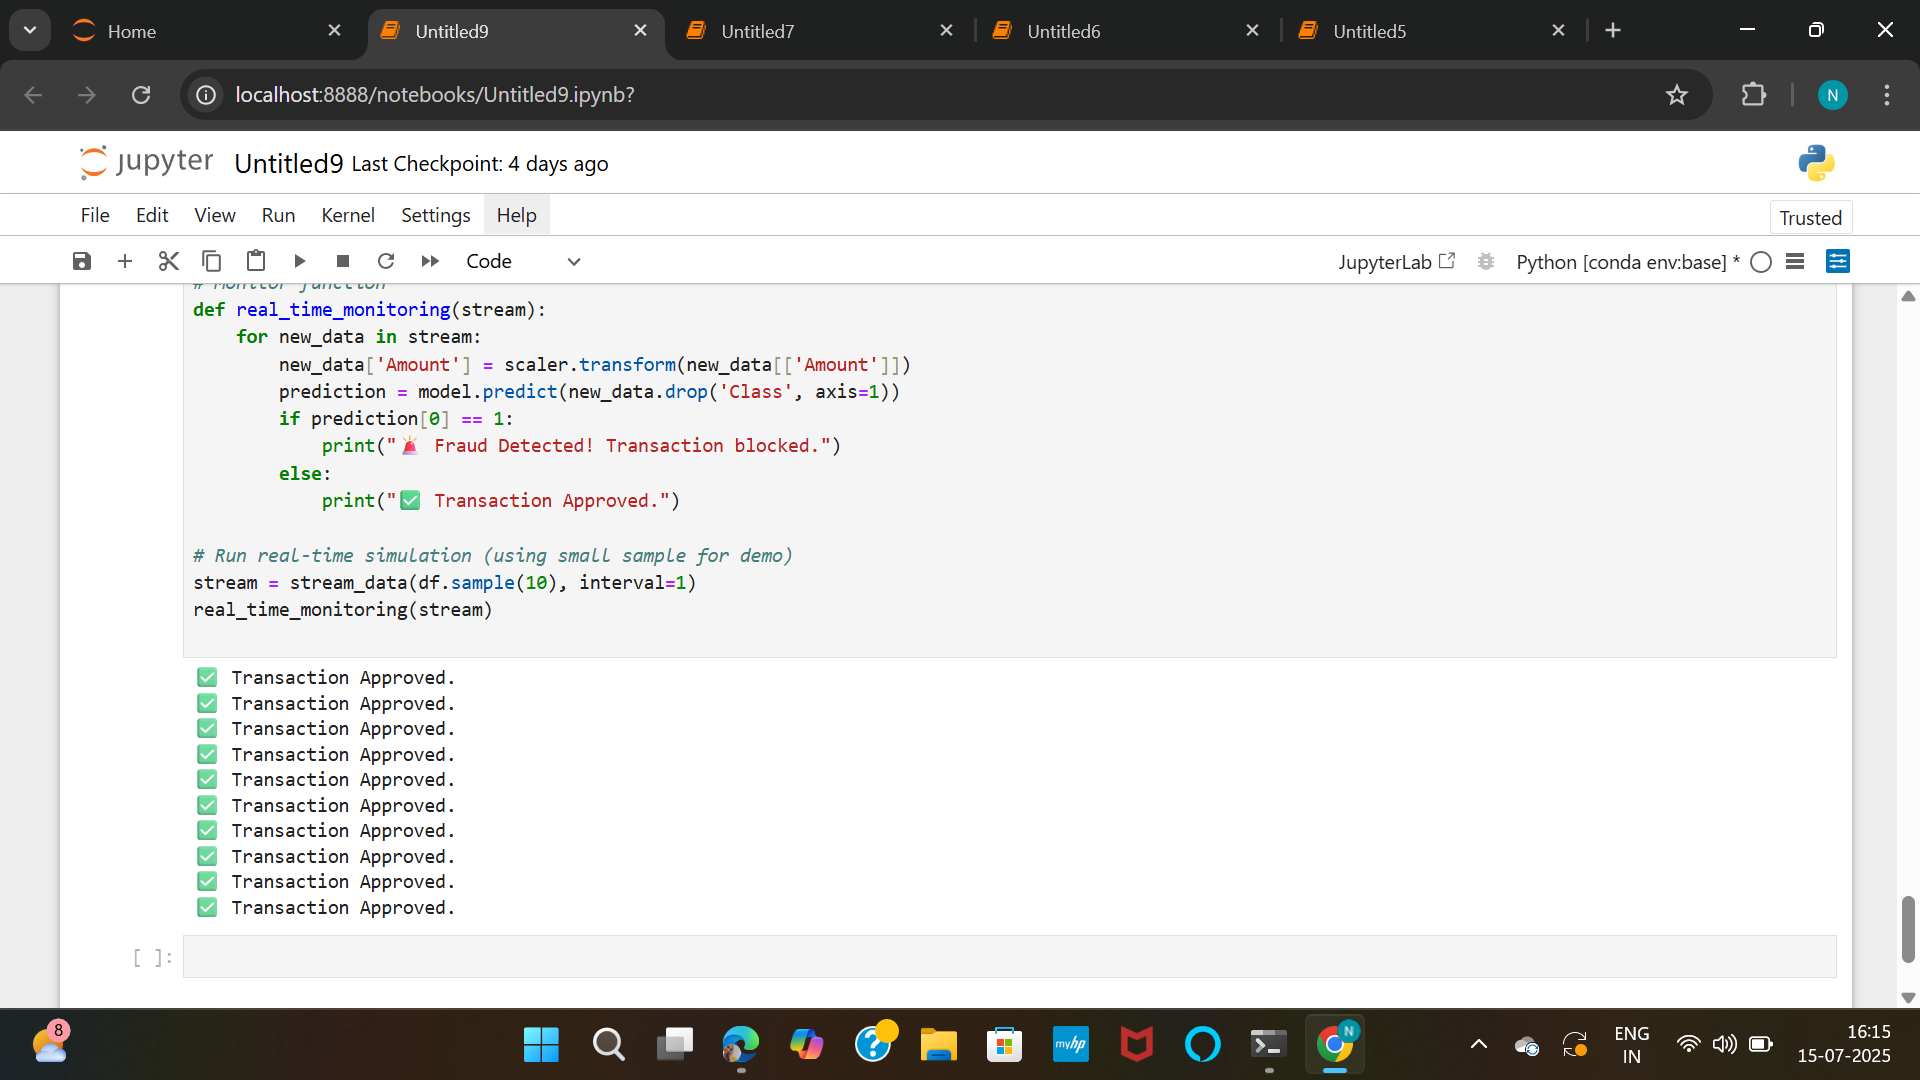 Home
Untitled9
Untitled7
Untitled6
Untitled5
localhost:8888/notebooks/Untitled9.ipynb?
N
jupyter Untitled9 Last Checkpoint: 4 days ago
File Edit View Run Kernel Settings Help
Trusted
Code
JupyterLab
Python [conda env:base] *
# Monitor function
def real_time_monitoring(stream):
    for new_data in stream:
        new_data['Amount'] = scaler.transform(new_data[['Amount']])
        prediction = model.predict(new_data.drop('Class', axis=1))
        if prediction[0] == 1:
            print("🚨 Fraud Detected! Transaction blocked.")
        else:
            print("✅ Transaction Approved.")
# Run real-time simulation (using small sample for demo)
stream = stream_data(df.sample(10), interval=1)
real_time_monitoring(stream)
✅ Transaction Approved.
✅ Transaction Approved.
✅ Transaction Approved.
✅ Transaction Approved.
✅ Transaction Approved.
✅ Transaction Approved.
✅ Transaction Approved.
✅ Transaction Approved.
✅ Transaction Approved.
✅ Transaction Approved.
[ ]:
8
myhp
N
ENG
IN
16:15
15-07-2025